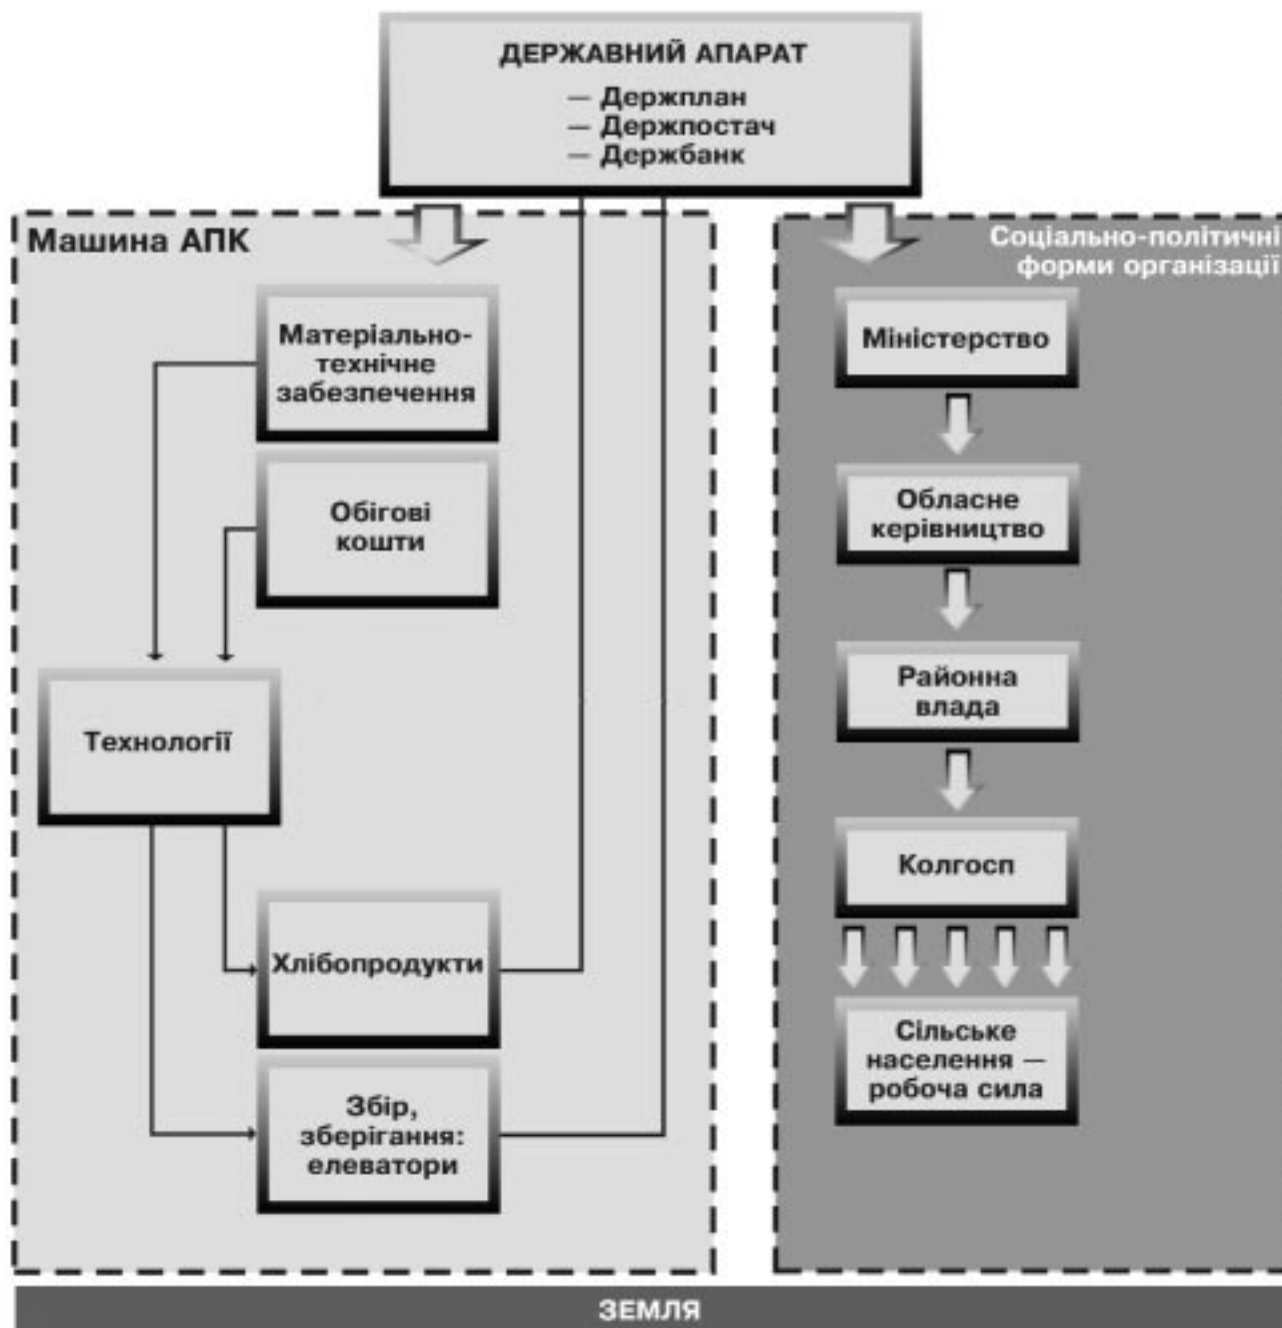 ДЕРЖАВНИЙ АПАРАТ
— Держплан
— Держпостач
— Держбанк
Машина АПК
Матеріально-
технічне
забезпечення
Обігові
кошти
Технології
Хлібопродукти
Збір,
зберігання:
елеватори
Соціально-політичні
форми організації
Міністерство
Обласне
керівництво
Районна
влада
Колгосп
Сільське
населення —
робоча сила
ЗЕМЛЯ